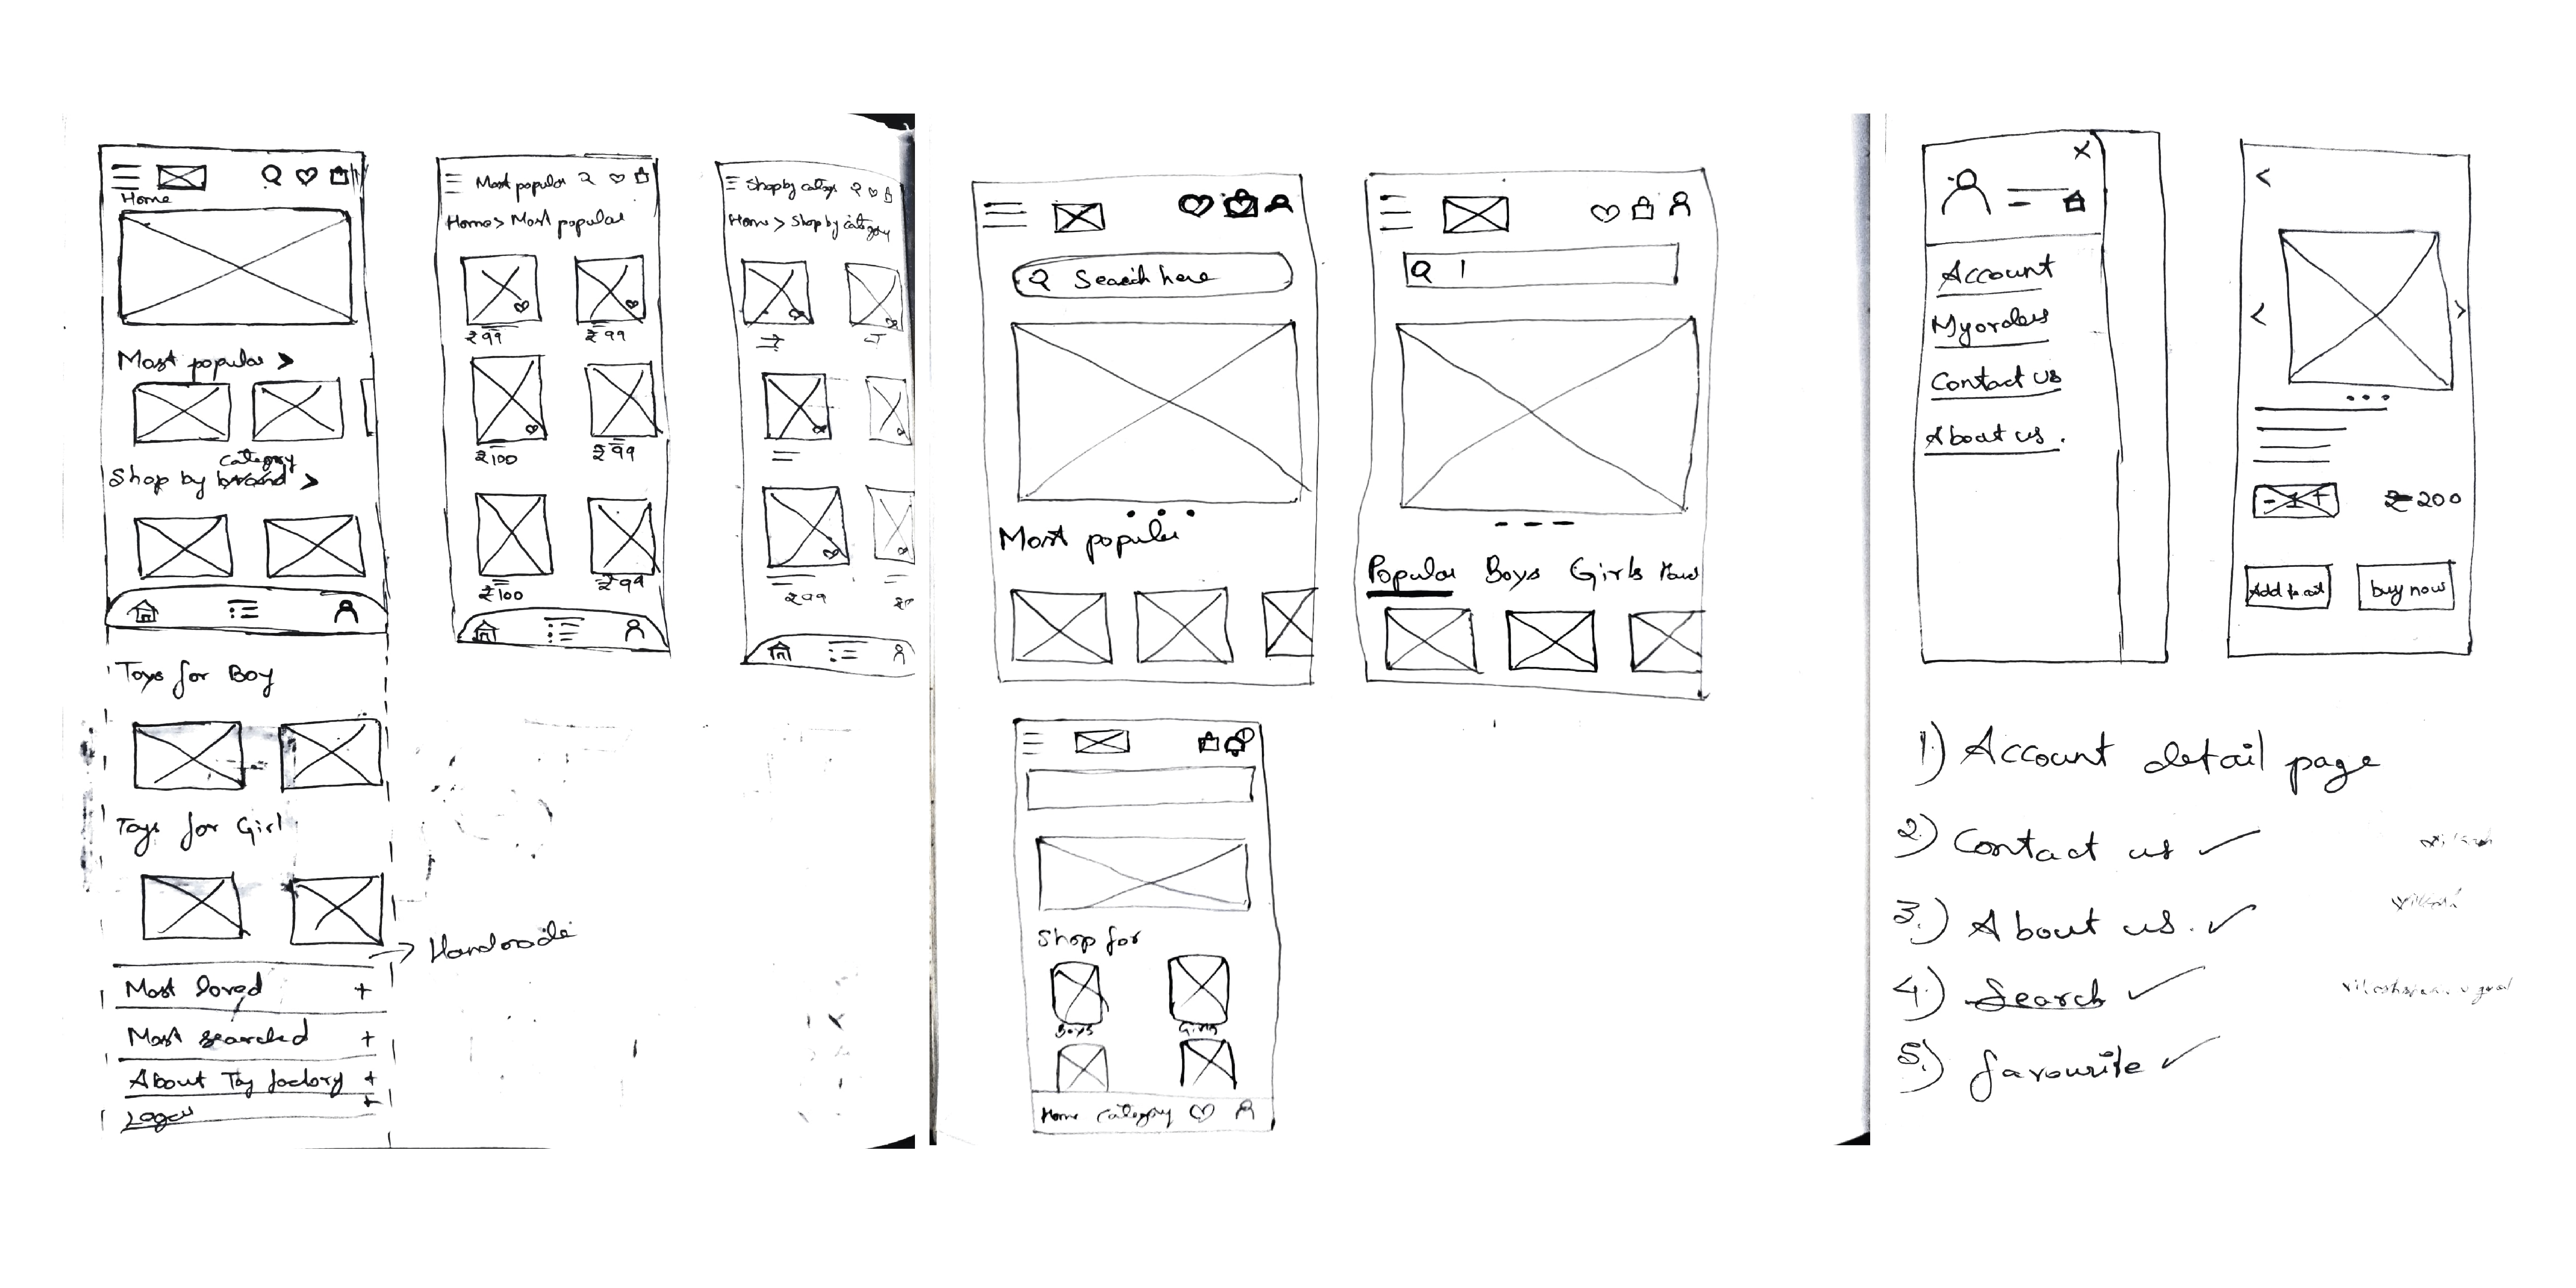 Home
Most popular >
category
Shop by brand >
Toys for Boy
Toys for Girl
Handmade
Most loved +
Most searched +
About Toy factory +
Logo +
Most popular
Home > Most popular
₹99
₹99
₹100
₹99
₹100
₹99
Shop by category
Home > Shop by category
₹99
Search here
Most popular
Popular Boys Girls
Shop for
Boys
Girls
Home Category
X
Account
My orders
Contact us
About us.
<
< >
- 1 +
₹200
Add to cart
buy now
1) Account detail page
2) Contact us ✓
3.) About us. ✓
4.) Search ✓
5.) favourite ✓